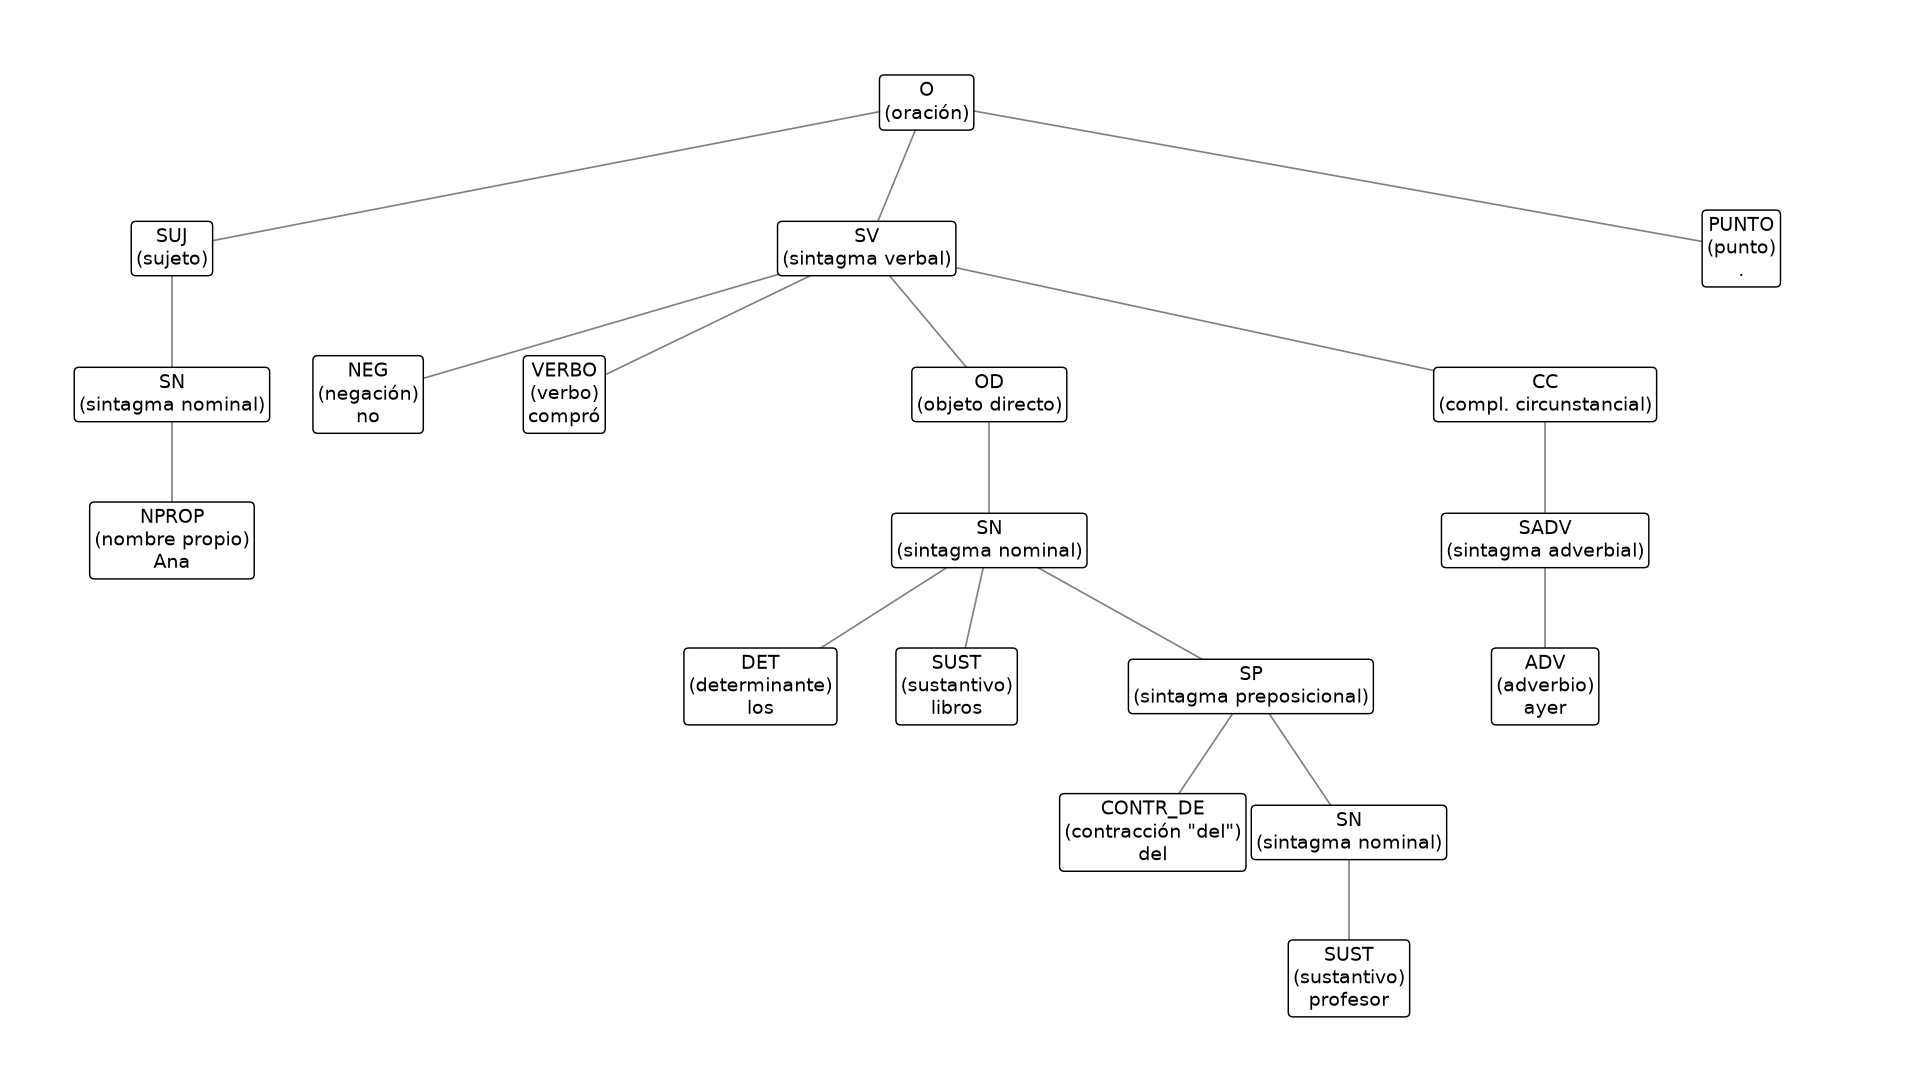 O
(oración)
SUJ
(sujeto)
SV
(sintagma verbal)
PUNTO
(punto)
.
SN
(sintagma nominal)
NEG
(negación)
no
VERBO
(verbo)
compró
OD
(objeto directo)
CC
(compl. circunstancial)
NPROP
(nombre propio)
Ana
SN
(sintagma nominal)
SADV
(sintagma adverbial)
DET
(determinante)
los
SUST
(sustantivo)
libros
SP
(sintagma preposicional)
ADV
(adverbio)
ayer
CONTR_DE
(contracción "del")
del
SN
(sintagma nominal)
SUST
(sustantivo)
profesor